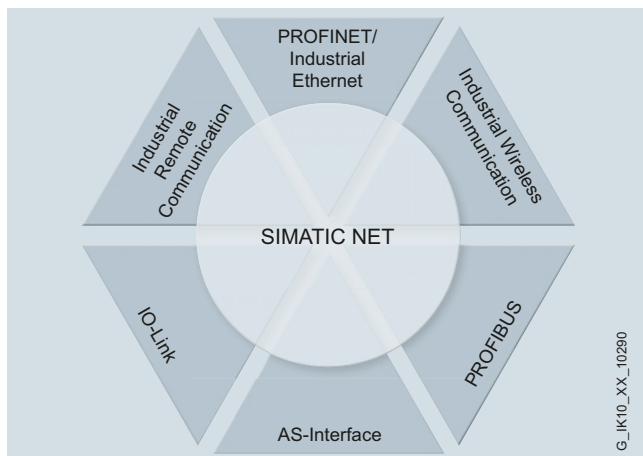 PROFINET/
Industrial
Ethernet
Industrial Wireless
Communication
PROFIBUS
AS-Interface
IO-Link
Industrial
Remote
Communication
SIMATIC NET
G_IK10_XX_10290